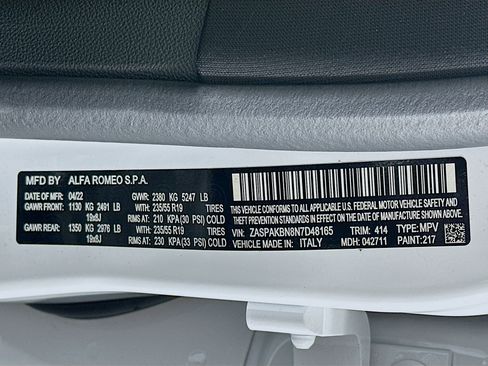 MFD BY ALFA ROMEO S.P.A.
DATE OF MFR: 04/22 GVWR: 2380 KG 5247 LB
GAWR FRONT: 1130 KG 2491 LB WITH: 235/55 R19
19x8J RIMS AT: 210 KPA(30 PSI) COLD
GAWR REAR: 1350 KG 2976 LB WITH: 235/55 R19
19x8J RIMS AT: 230 KPA(33 PSI) COLD
THIS VEHICLE CONFORMS TO ALL APPLICABLE U.S. FEDERAL MOTOR VEHICLE SAFETY,
BUMPER, AND THEFT PREVENTION STANDARDS IN EFFECT ON THE DATE OF MANUFACTURE SHOWN ABOVE.
VIN: ZASPAKBN8N7D48165 TRIM: 414 TYPE: MPV
VEHICLE MADE IN: ITALY MDH: 042711 PAINT: 217